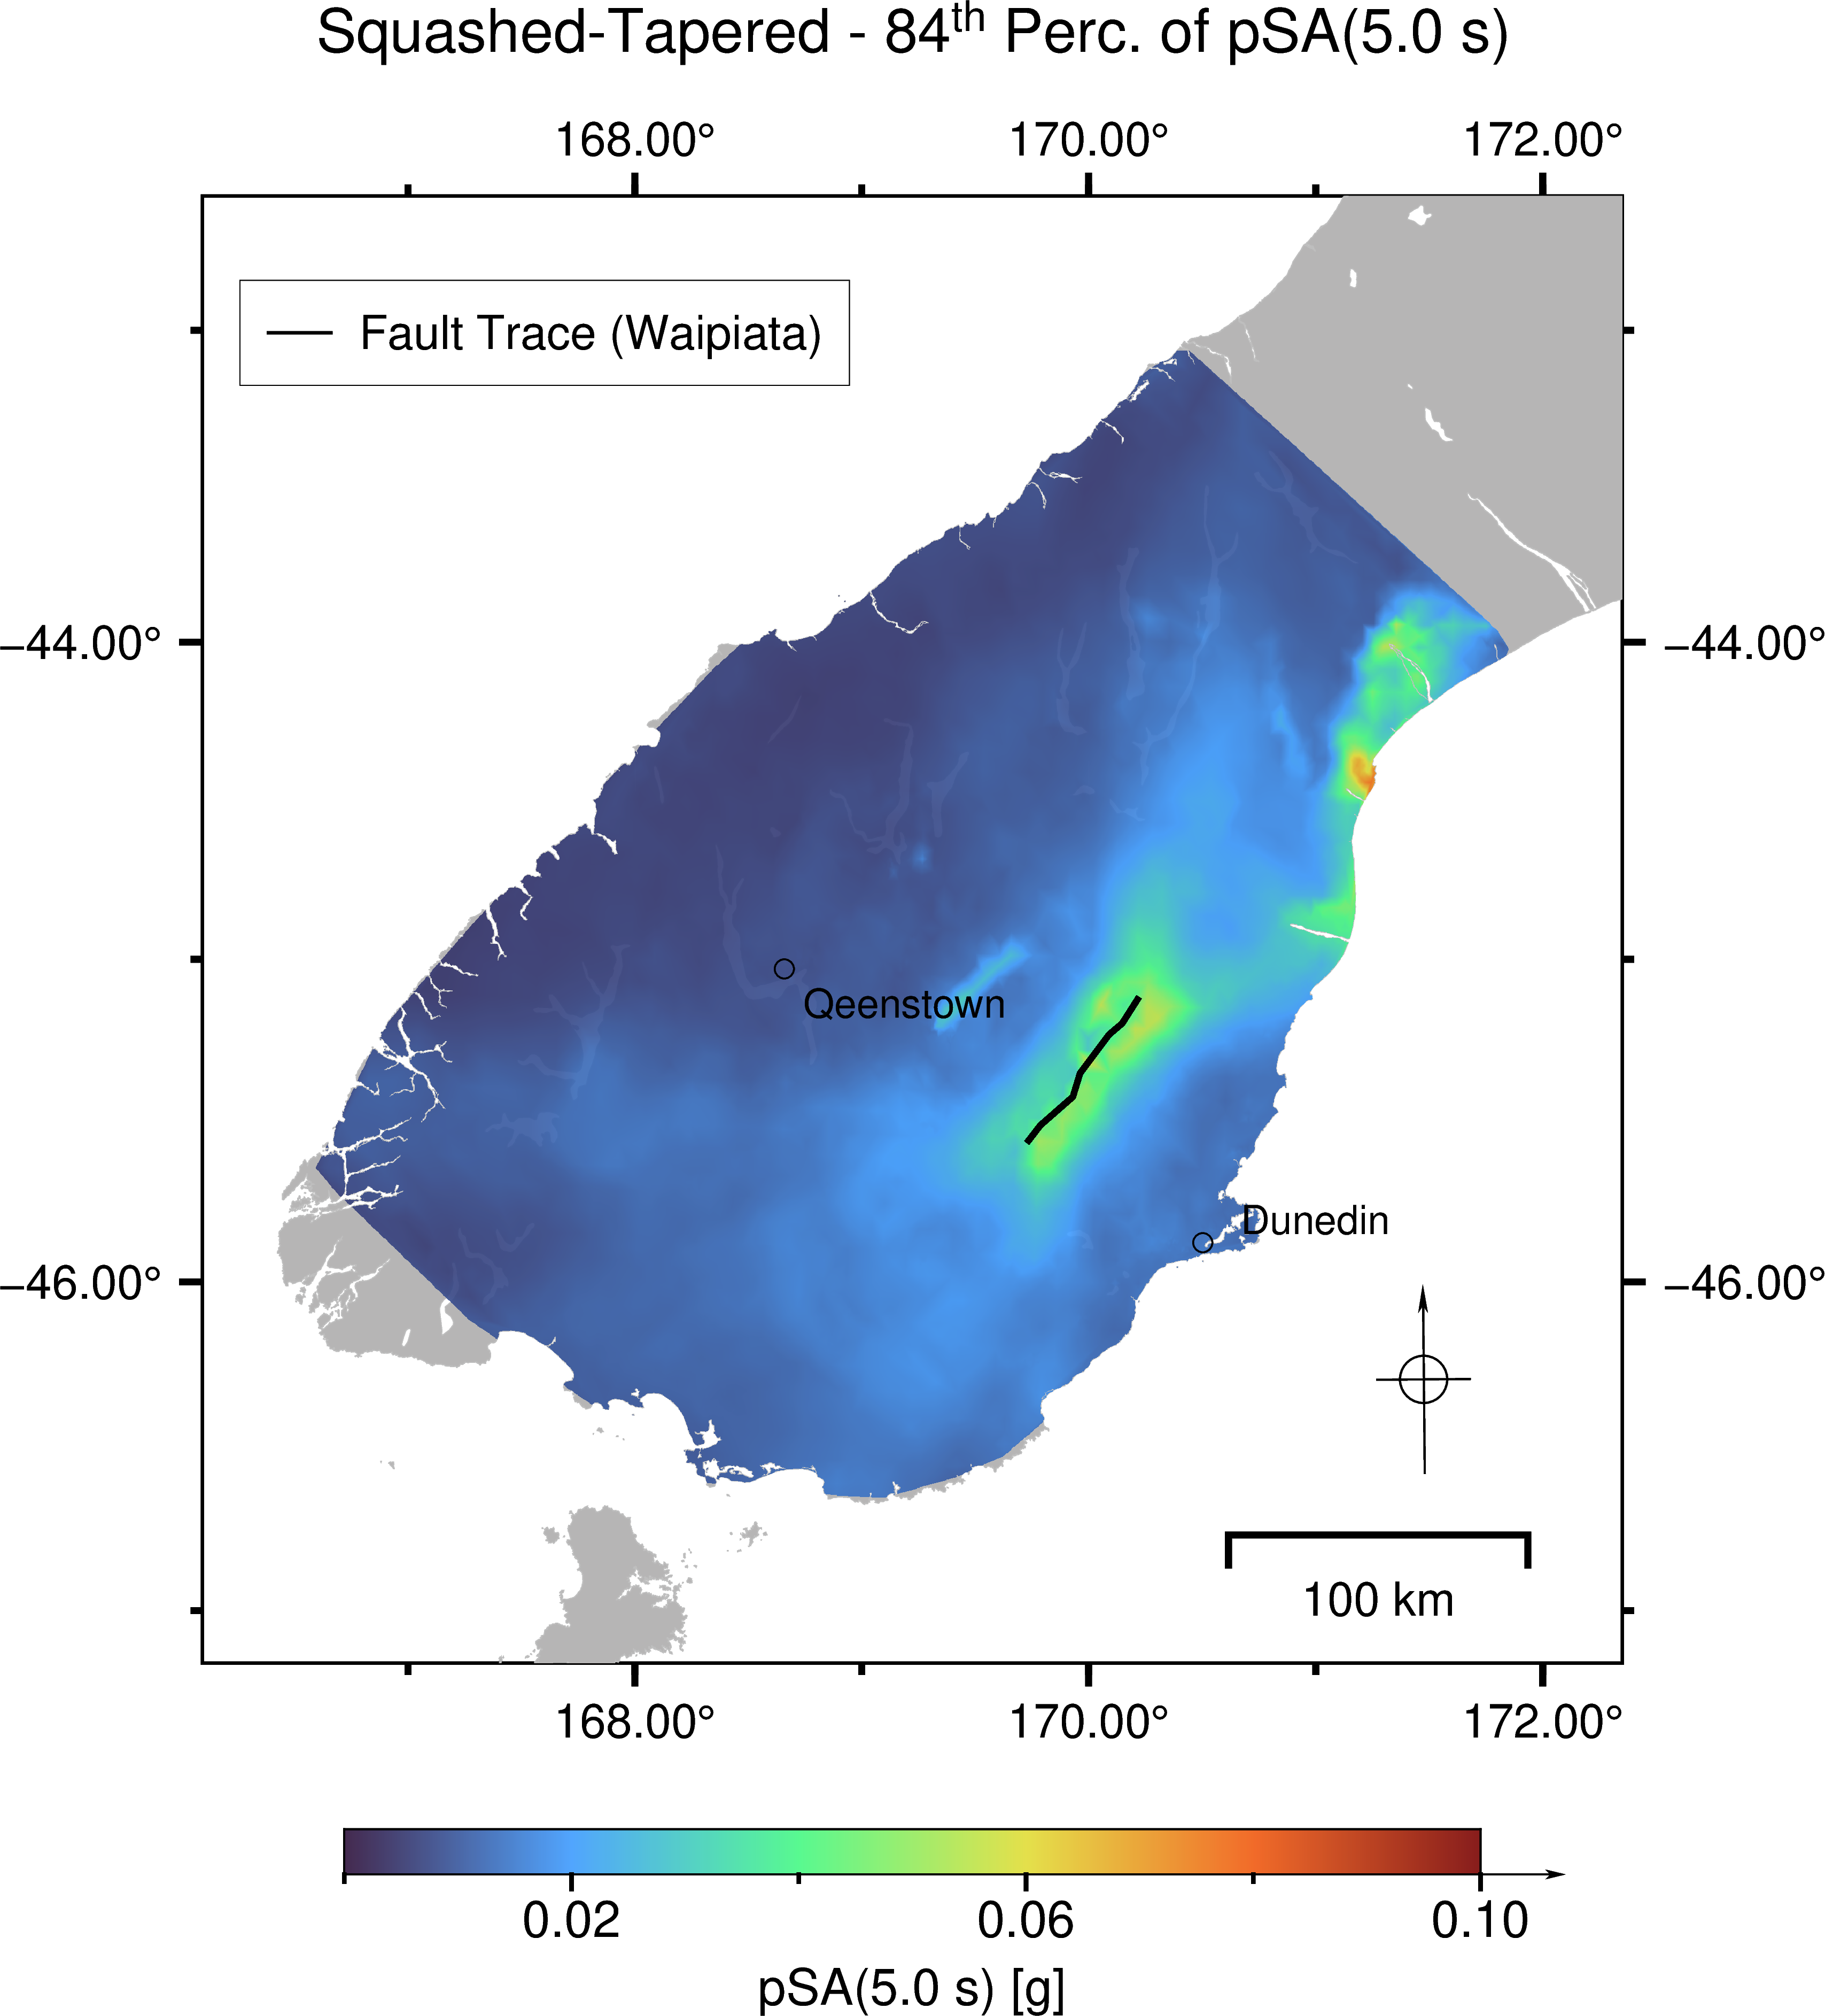 Squashed-Tapered - 84th Perc. of pSA(5.0 s)
168.00° 170.00° 172.00°
Fault Trace (Waipiata)
−44.00° −44.00°
Qeenstown
Dunedin
−46.00° −46.00°
100 km
168.00° 170.00° 172.00°
0.02 0.06 0.10
pSA(5.0 s) [g]